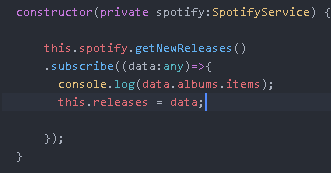 constructor(private spotify:SpotifyService) {
this.spotify.getNewReleases()
.subscribe((data:any)=>{
console.log(data.albums.items);
this.releases = data;
});
}